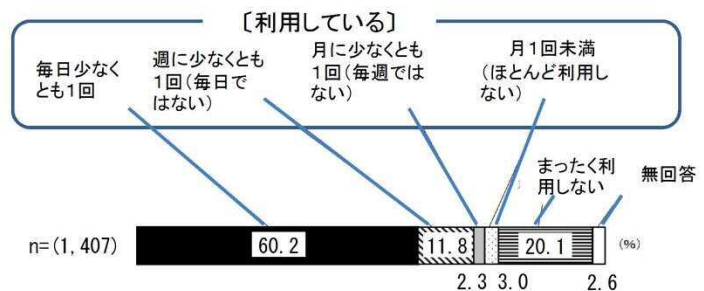 〔利用している〕
毎日少なく
とも1回
週に少なくとも
1回(毎日で
はない)
月に少なくとも
1回(毎週では
ない)
月1回未満
(ほとんど利用し
ない)
まったく利
用しない
無回答
n=(1,407)
60.2
11.8
20.1
(%)
2.3
3.0
2.6